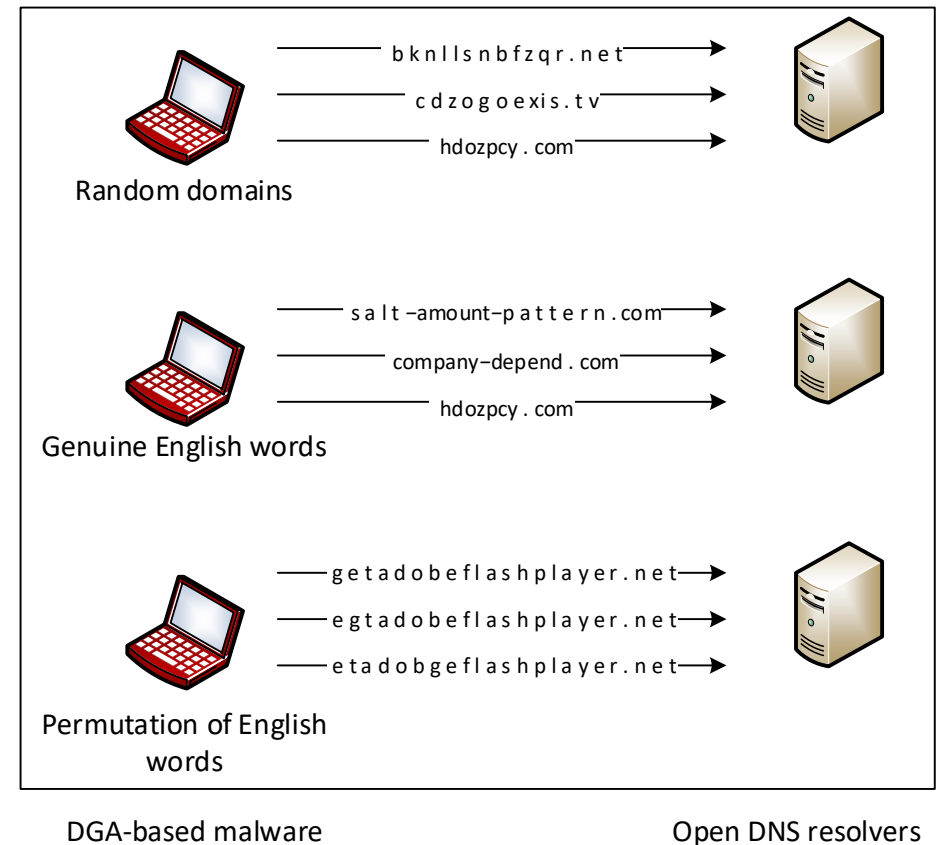 bknllsnbfzqr.net
cdzogoexis.tv
hdozpcy.com
Random domains
salt-amount-pattern.com
company-depend.com
hdozpcy.com
Genuine English words
getadobeflashplayer.net
egtadobeflashplayer.net
etadobgeflashplayer.net
Permutation of English
words
DGA-based malware
Open DNS resolvers